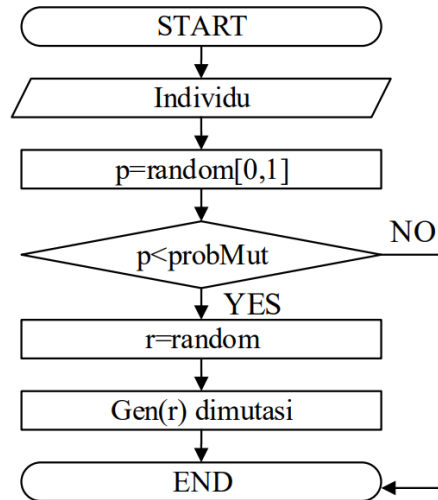 START
Individu
p=random[0,1]
p<probMut
NO
YES
r=random
Gen(r) dimutasi
END